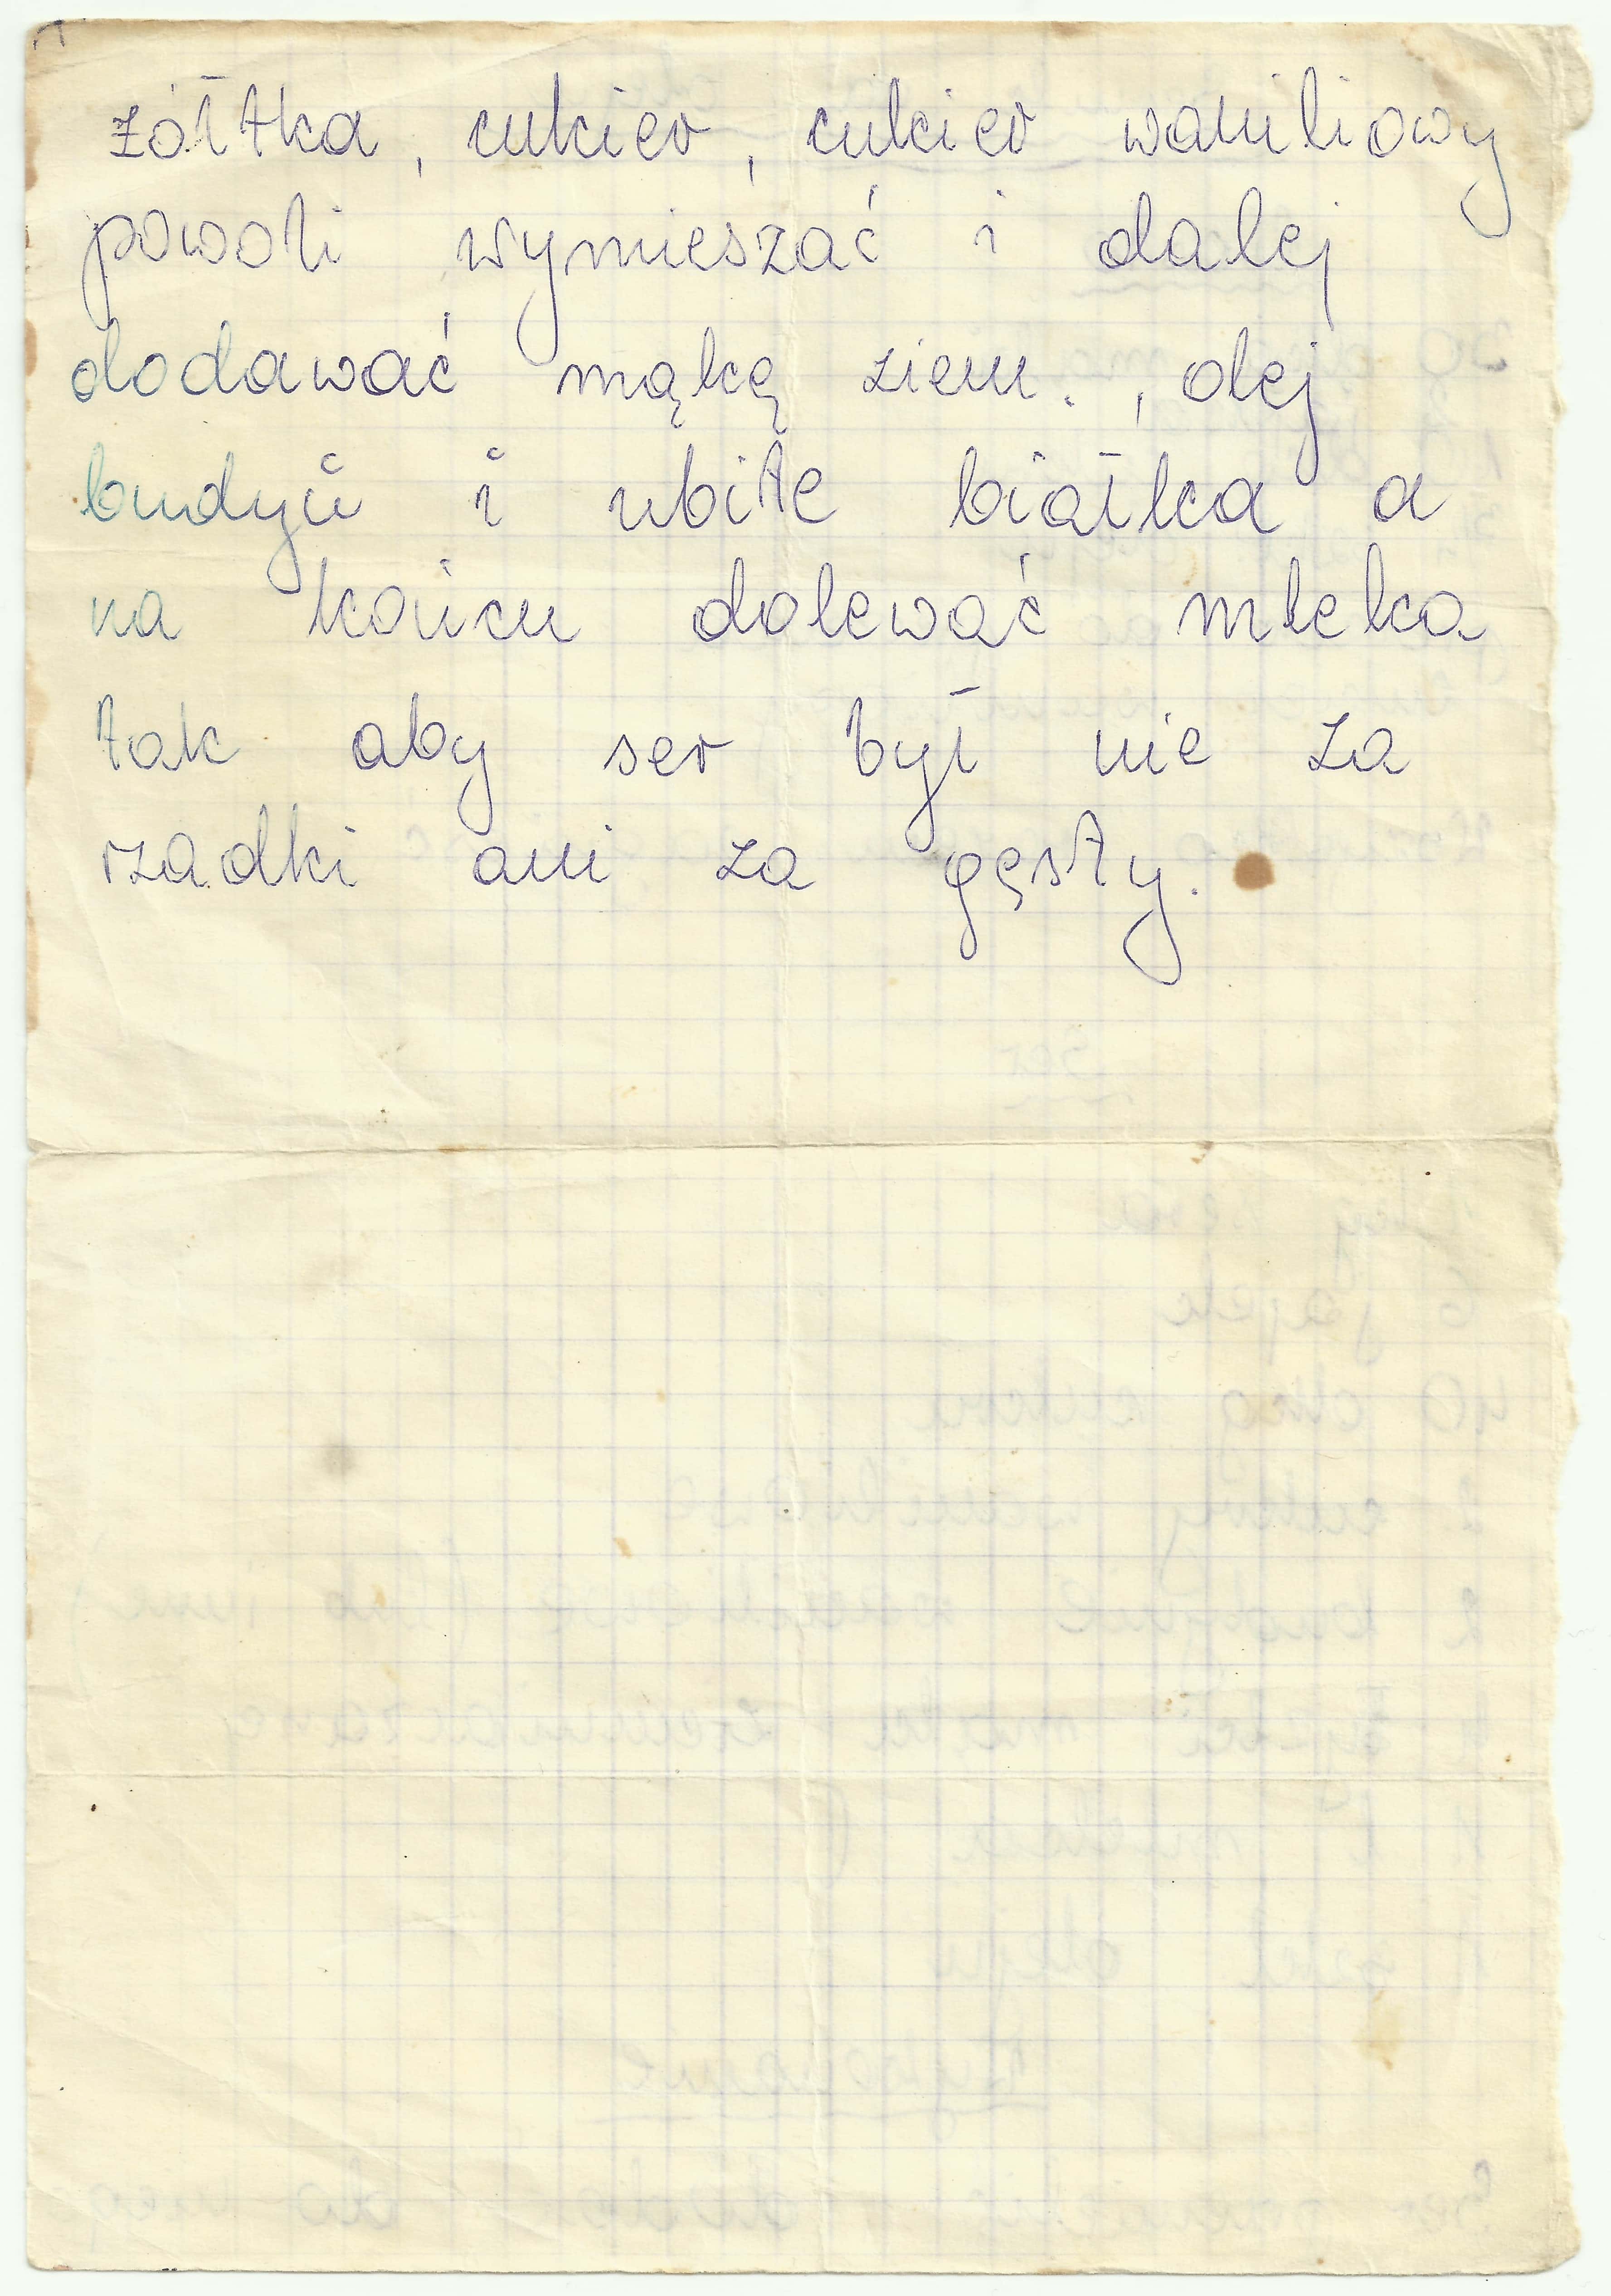 żółtka, cukier, cukier waniliowy
powoli wymieszać i dalej
dodawać mąkę ziem., olej
budyń i ubite białka a
na końcu dolewać mleka
tak aby ser był nie za
rzadki ani za gęsty.